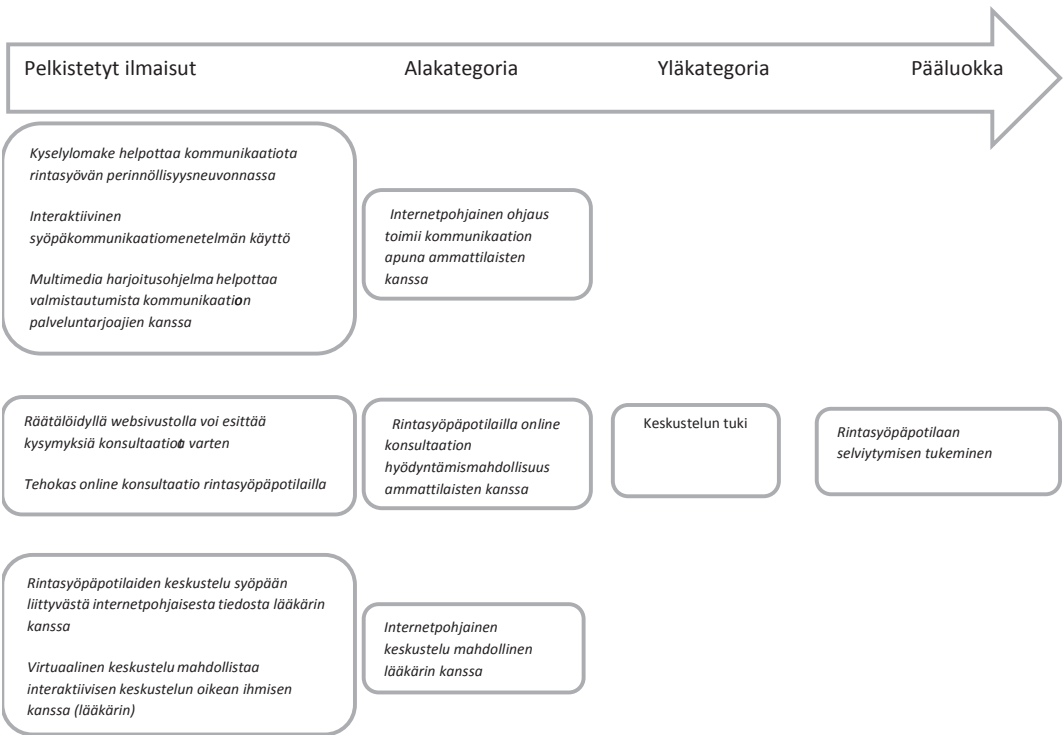 Pelkistetyt ilmaisut Alakategoria Yläkategoria Pääluokka
Kyselylomake helpottaa kommunikaatiota
rintasyövän perinnöllisyysneuvonnassa
Interaktiivinen
syöpäkommunikaatiomenetelmän käyttö
Multimedia harjoitusohjelma helpottaa
valmistautumista kommunikaation
palveluntarjoajien kanssa
Internetpohjainen ohjaus
toimii kommunikaation
apuna ammattilaisten
kanssa
Räätälöidyllä websivustolla voi esittää
kysymyksiä konsultaatiota varten
Tehokas online konsultaatio rintasyöpäpotilailla
Rintasyöpäpotilailla online
konsultaation
hyödyntämismahdollisuus
ammattilaisten kanssa
Keskustelun tuki
Rintasyöpäpotilaan
selviytymisen tukeminen
Rintasyöpäpotilaiden keskustelu syöpään
liittyvästä internetpohjaisesta tiedosta lääkärin
kanssa
Virtuaalinen keskustelu mahdollistaa
interaktiivisen keskustelun oikean ihmisen
kanssa (lääkärin)
Internetpohjainen
keskustelu mahdollinen
lääkärin kanssa